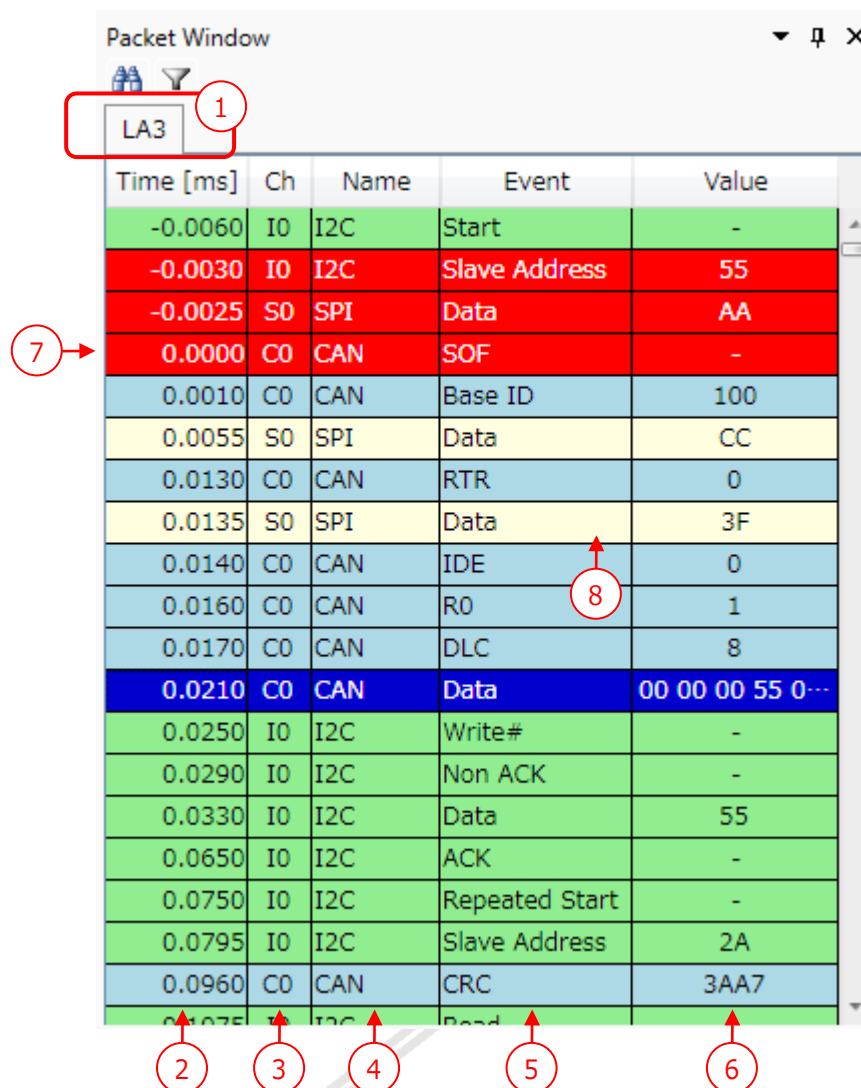 Packet Window
1
LA3
Time [ms] Ch Name Event Value
-0.0060 I0 I2C Start -
-0.0030 I0 I2C Slave Address 55
-0.0025 S0 SPI Data AA
7 0.0000 C0 CAN SOF -
0.0010 C0 CAN Base ID 100
0.0055 S0 SPI Data CC
0.0130 C0 CAN RTR 0
0.0135 S0 SPI Data 3F
0.0140 C0 CAN IDE 0
0.0160 C0 CAN R0 8 1
0.0170 C0 CAN DLC 8
0.0210 C0 CAN Data 00 00 00 55 0···
0.0250 I0 I2C Write# -
0.0290 I0 I2C Non ACK -
0.0330 I0 I2C Data 55
0.0650 I0 I2C ACK -
0.0750 I0 I2C Repeated Start -
0.0795 I0 I2C Slave Address 2A
0.0960 C0 CAN CRC 3AA7
I2C Read
2 3 4 5 6